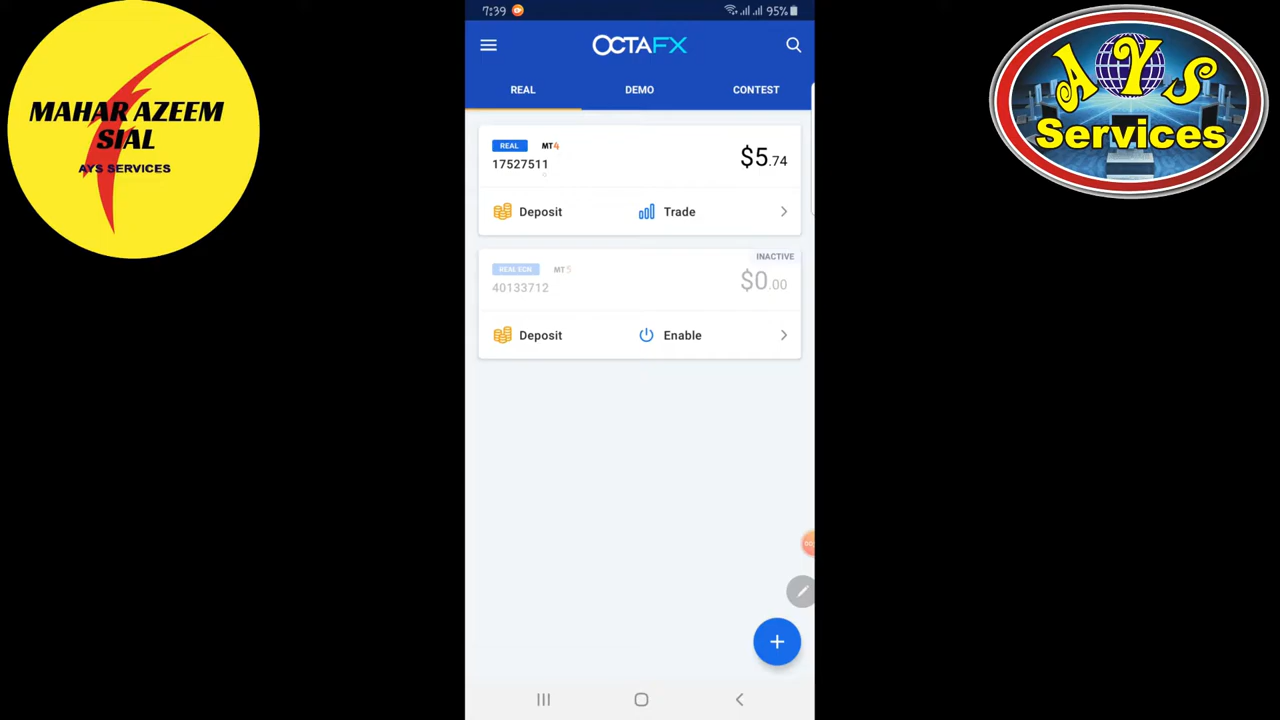 MAHAR AZEEM
SIAL
AYS SERVICES
7:39
95%
OCTAFX
REAL
DEMO
CONTEST
REAL MT4
17527511
$5.74
Deposit
Trade
INACTIVE
REAL ECN MT5
40133712
$0.00
Deposit
Enable
AYS
Services